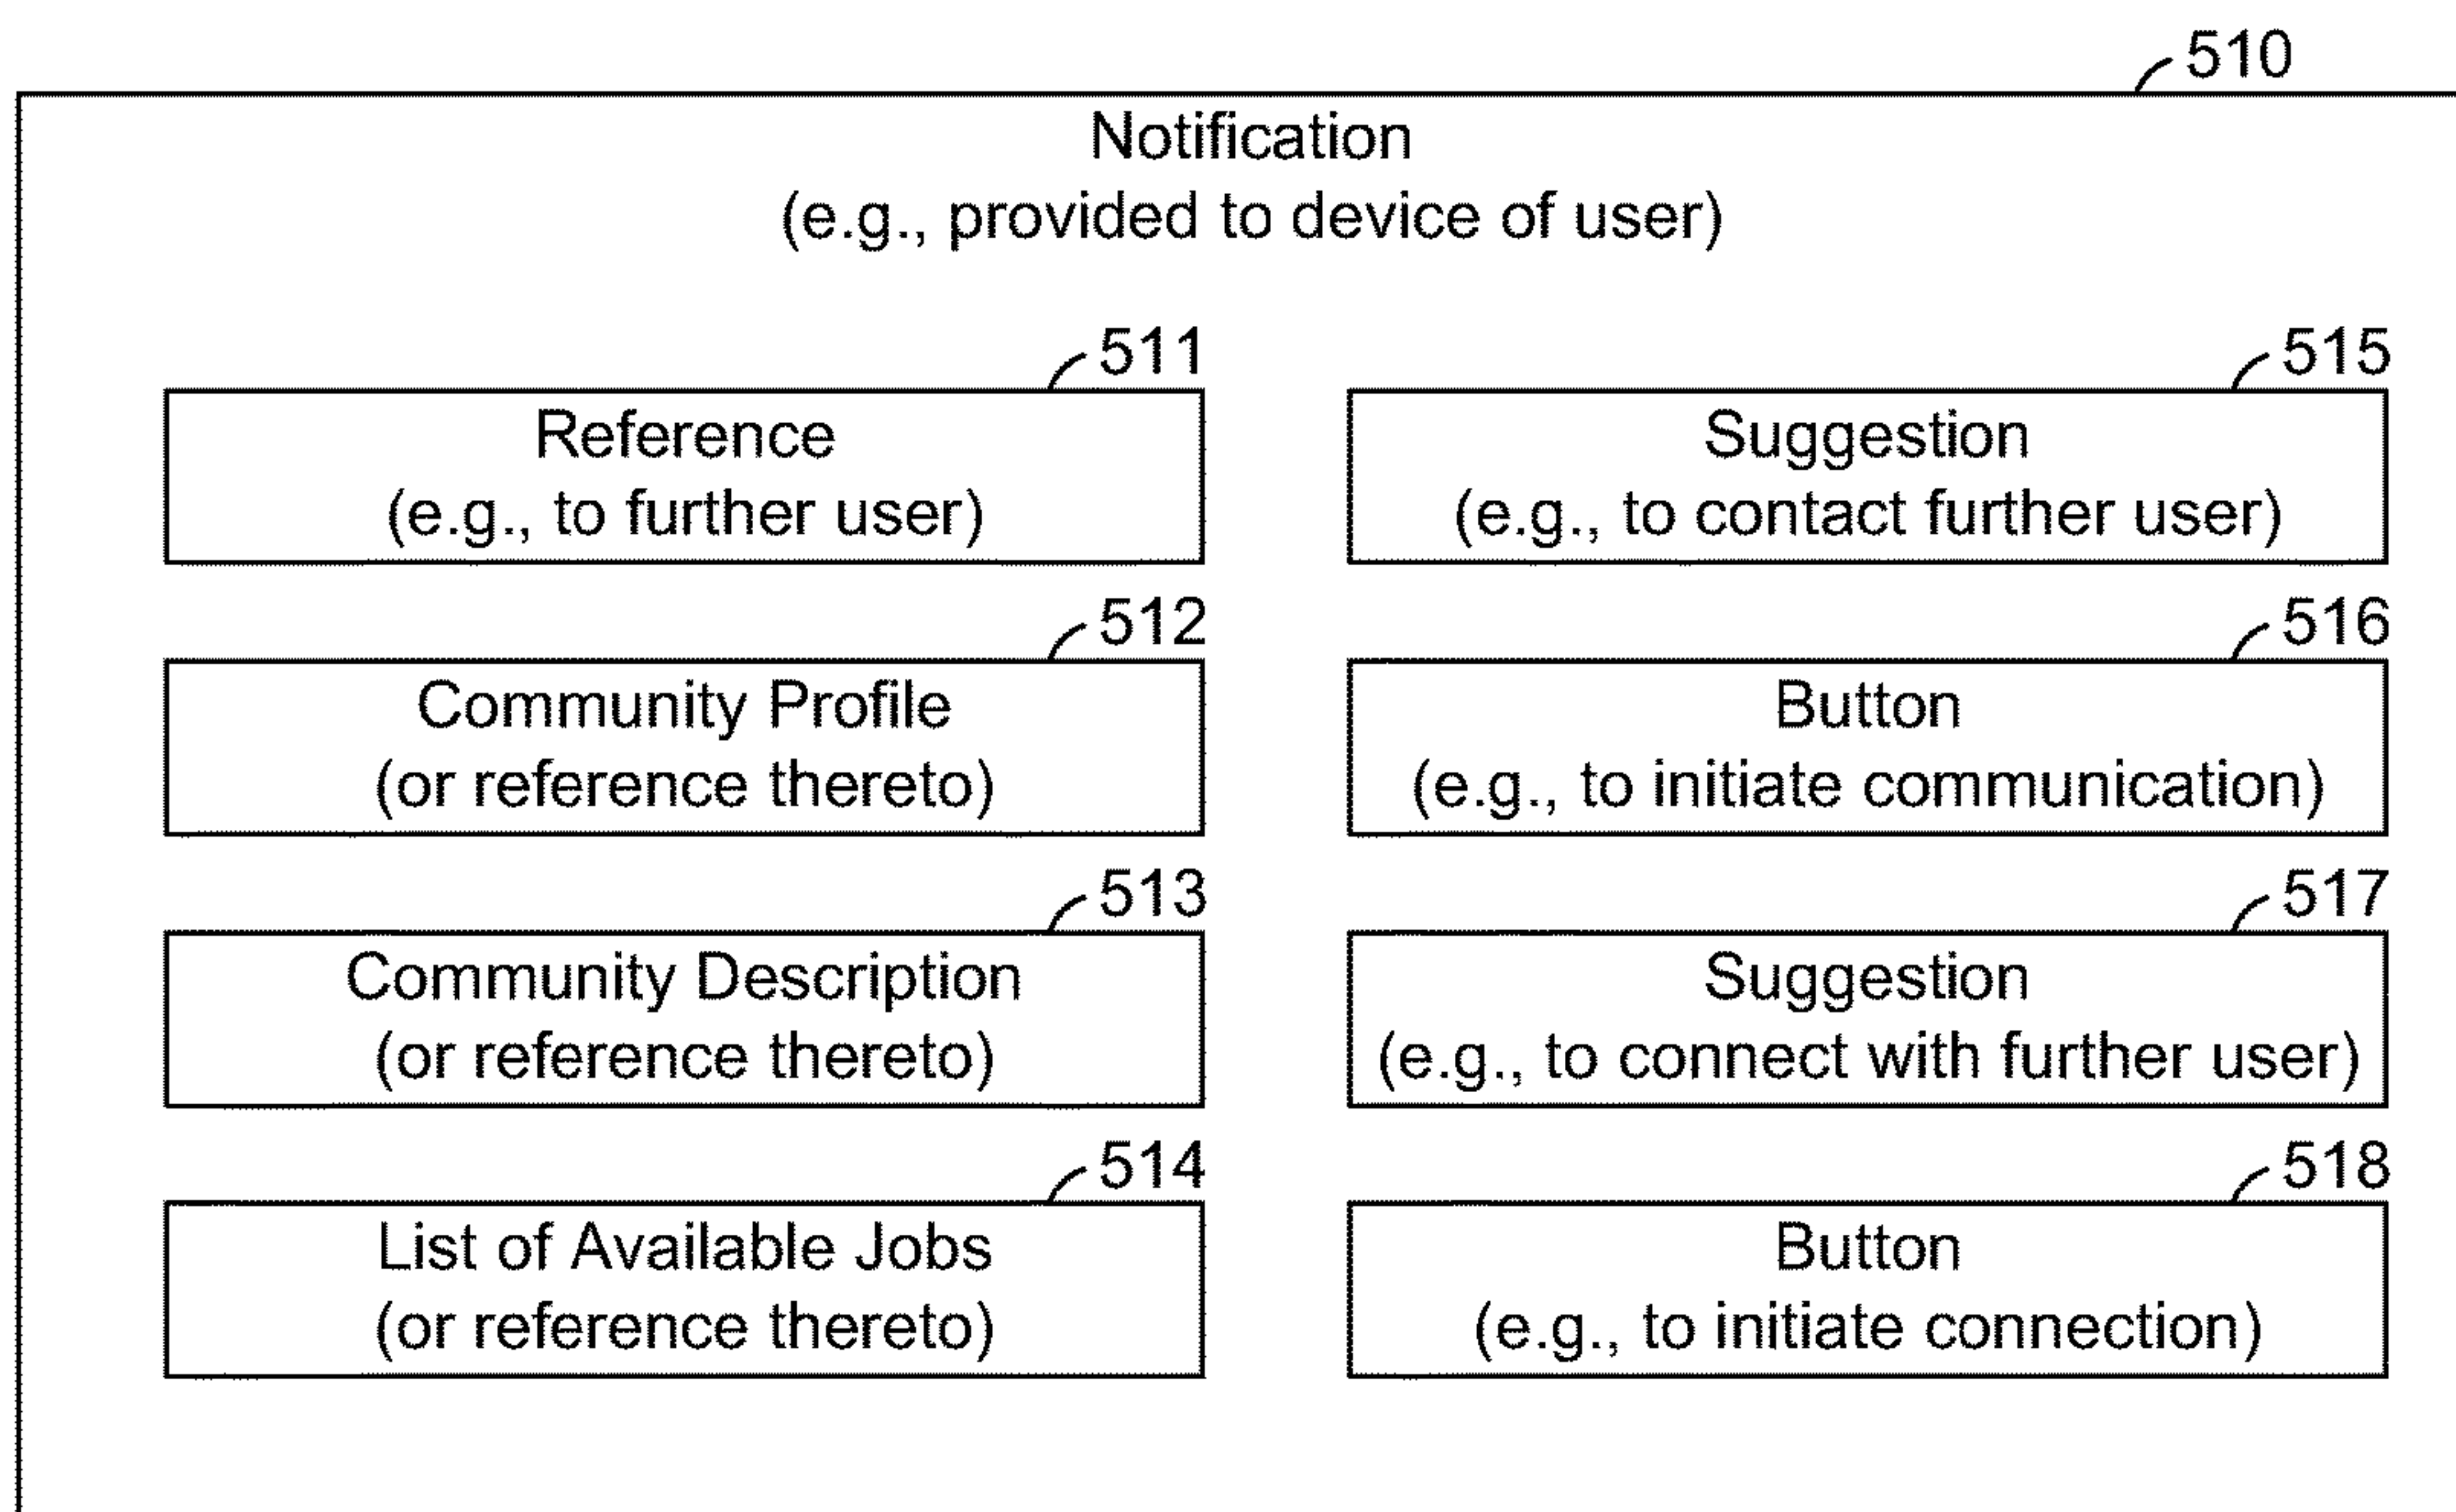 510
Notification
(e.g., provided to device of user)
511
Reference
(e.g., to further user)
515
Suggestion
(e.g., to contact further user)
512
Community Profile
(or reference thereto)
516
Button
(e.g., to initiate communication)
513
Community Description
(or reference thereto)
517
Suggestion
(e.g., to connect with further user)
514
List of Available Jobs
(or reference thereto)
518
Button
(e.g., to initiate connection)